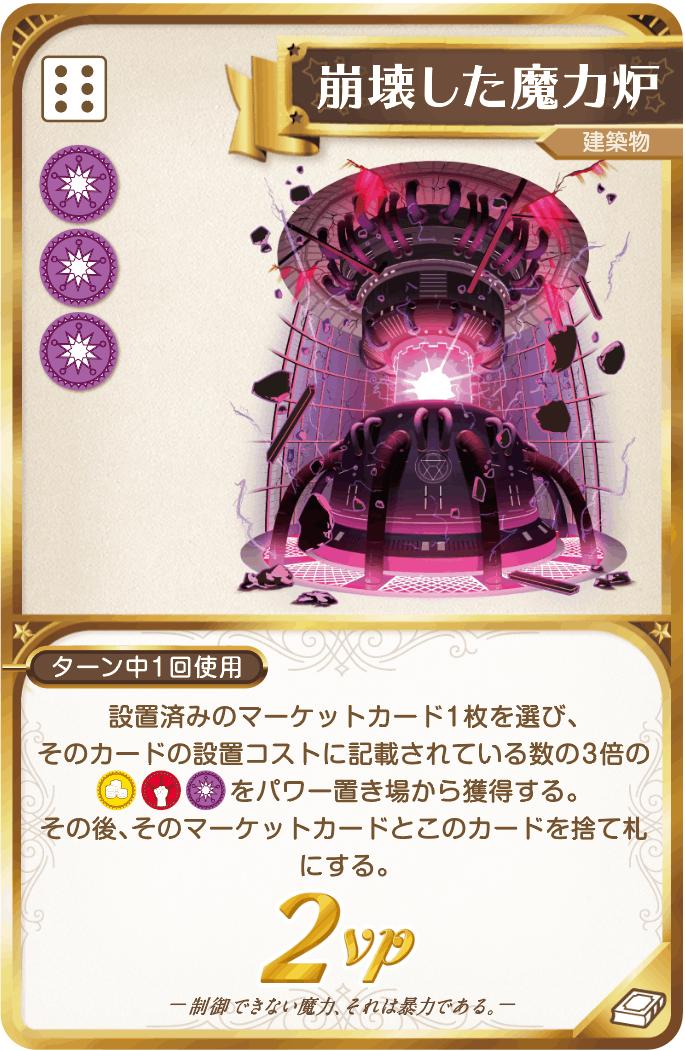 崩壊した魔力炉
建築物
ターン中1回使用
設置済みのマーケットカード1枚を選び、
そのカードの設置コストに記載されている数の3倍の
をパワー置き場から獲得する。
その後、そのマーケットカードとこのカードを捨て札
にする。
2vp
ー制御できない魔力、それは暴力である。ー